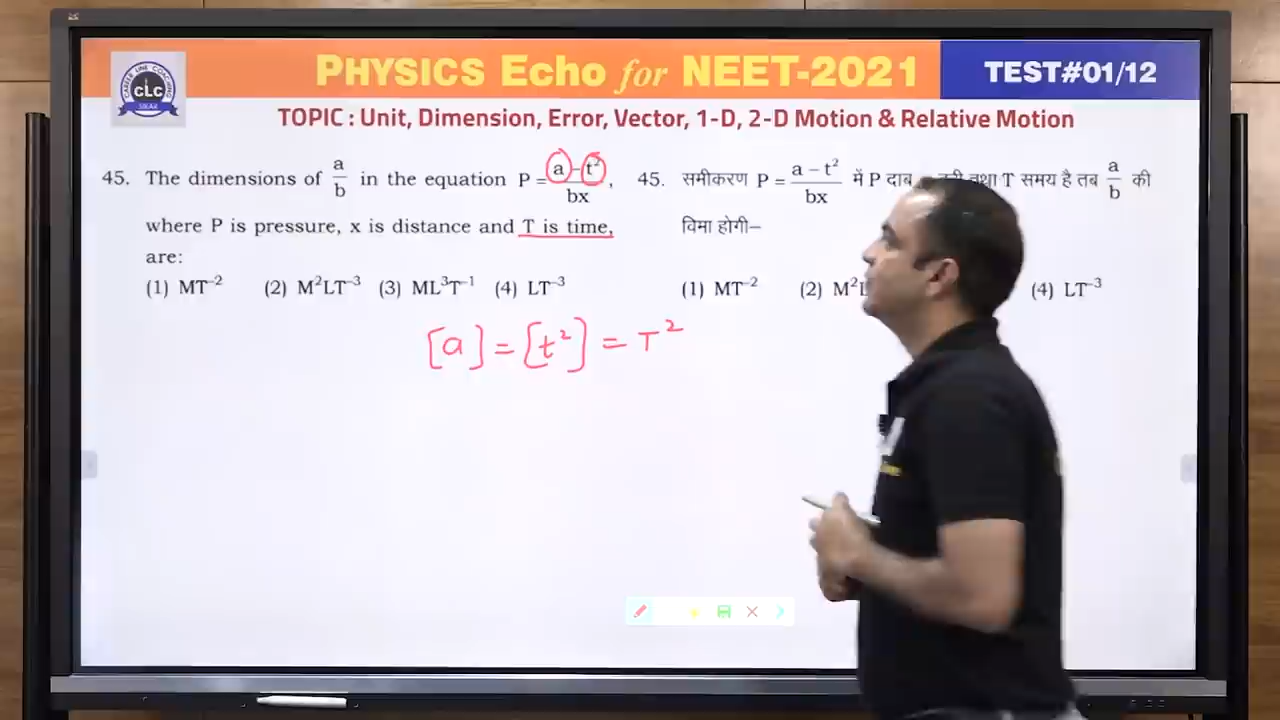 CLC
SIKAR
PHYSICS Echo for NEET-2021
TEST#01/12
TOPIC : Unit, Dimension, Error, Vector, 1-D, 2-D Motion & Relative Motion
45. The dimensions of a/b in the equation P = (a – t²)/bx,
where P is pressure, x is distance and T is time,
are:
(1) MT⁻² (2) M²LT⁻³ (3) ML³T⁻¹ (4) LT⁻³
45. समीकरण P = (a – t²)/bx में P दाब तथा T समय है तब a/b की
विमा होगी–
(1) MT⁻² (2) M²L (4) LT⁻³
[a] = [t²] = T²